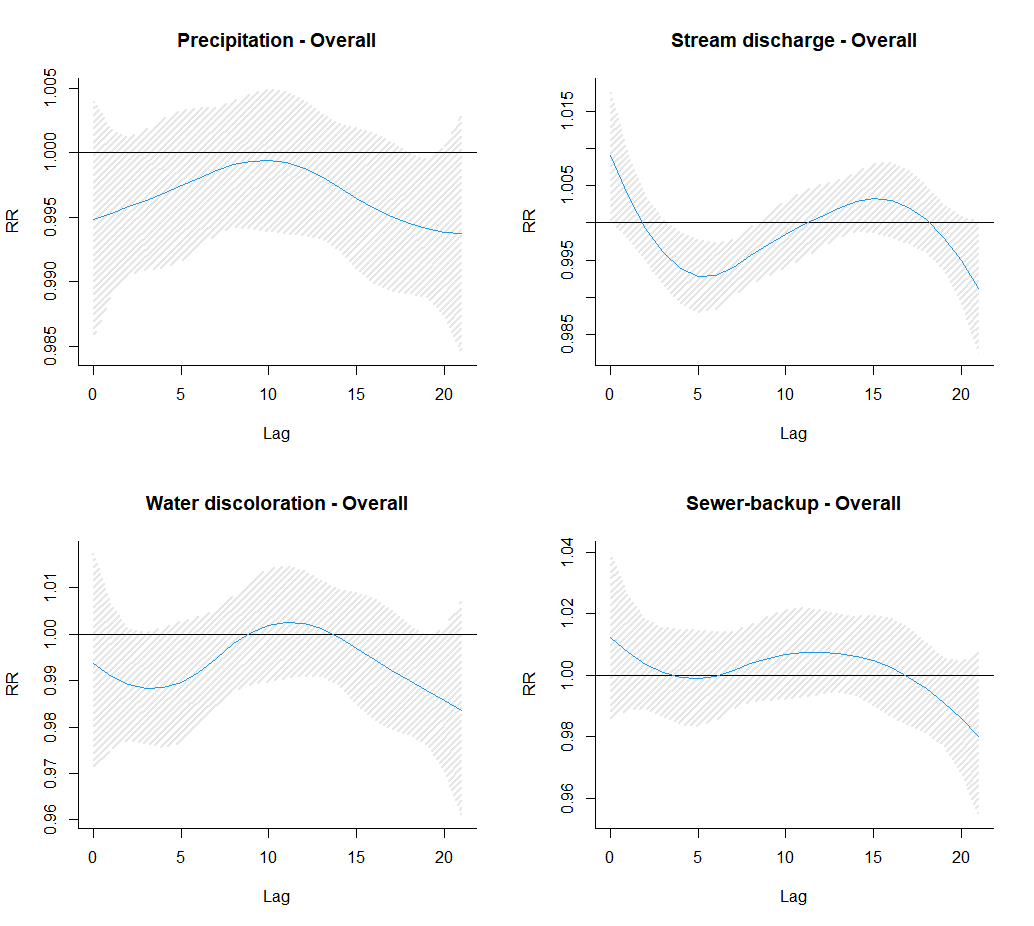 Precipitation - Overall
RR
1.005
1.000
0.995
0.990
0.985
0 5 10 15 20
Lag
Stream discharge - Overall
RR
1.015
1.005
0.995
0.985
0 5 10 15 20
Lag
Water discoloration - Overall
RR
1.01
1.00
0.99
0.98
0.97
0.96
0 5 10 15 20
Lag
Sewer-backup - Overall
RR
1.04
1.02
1.00
0.98
0.96
0 5 10 15 20
Lag